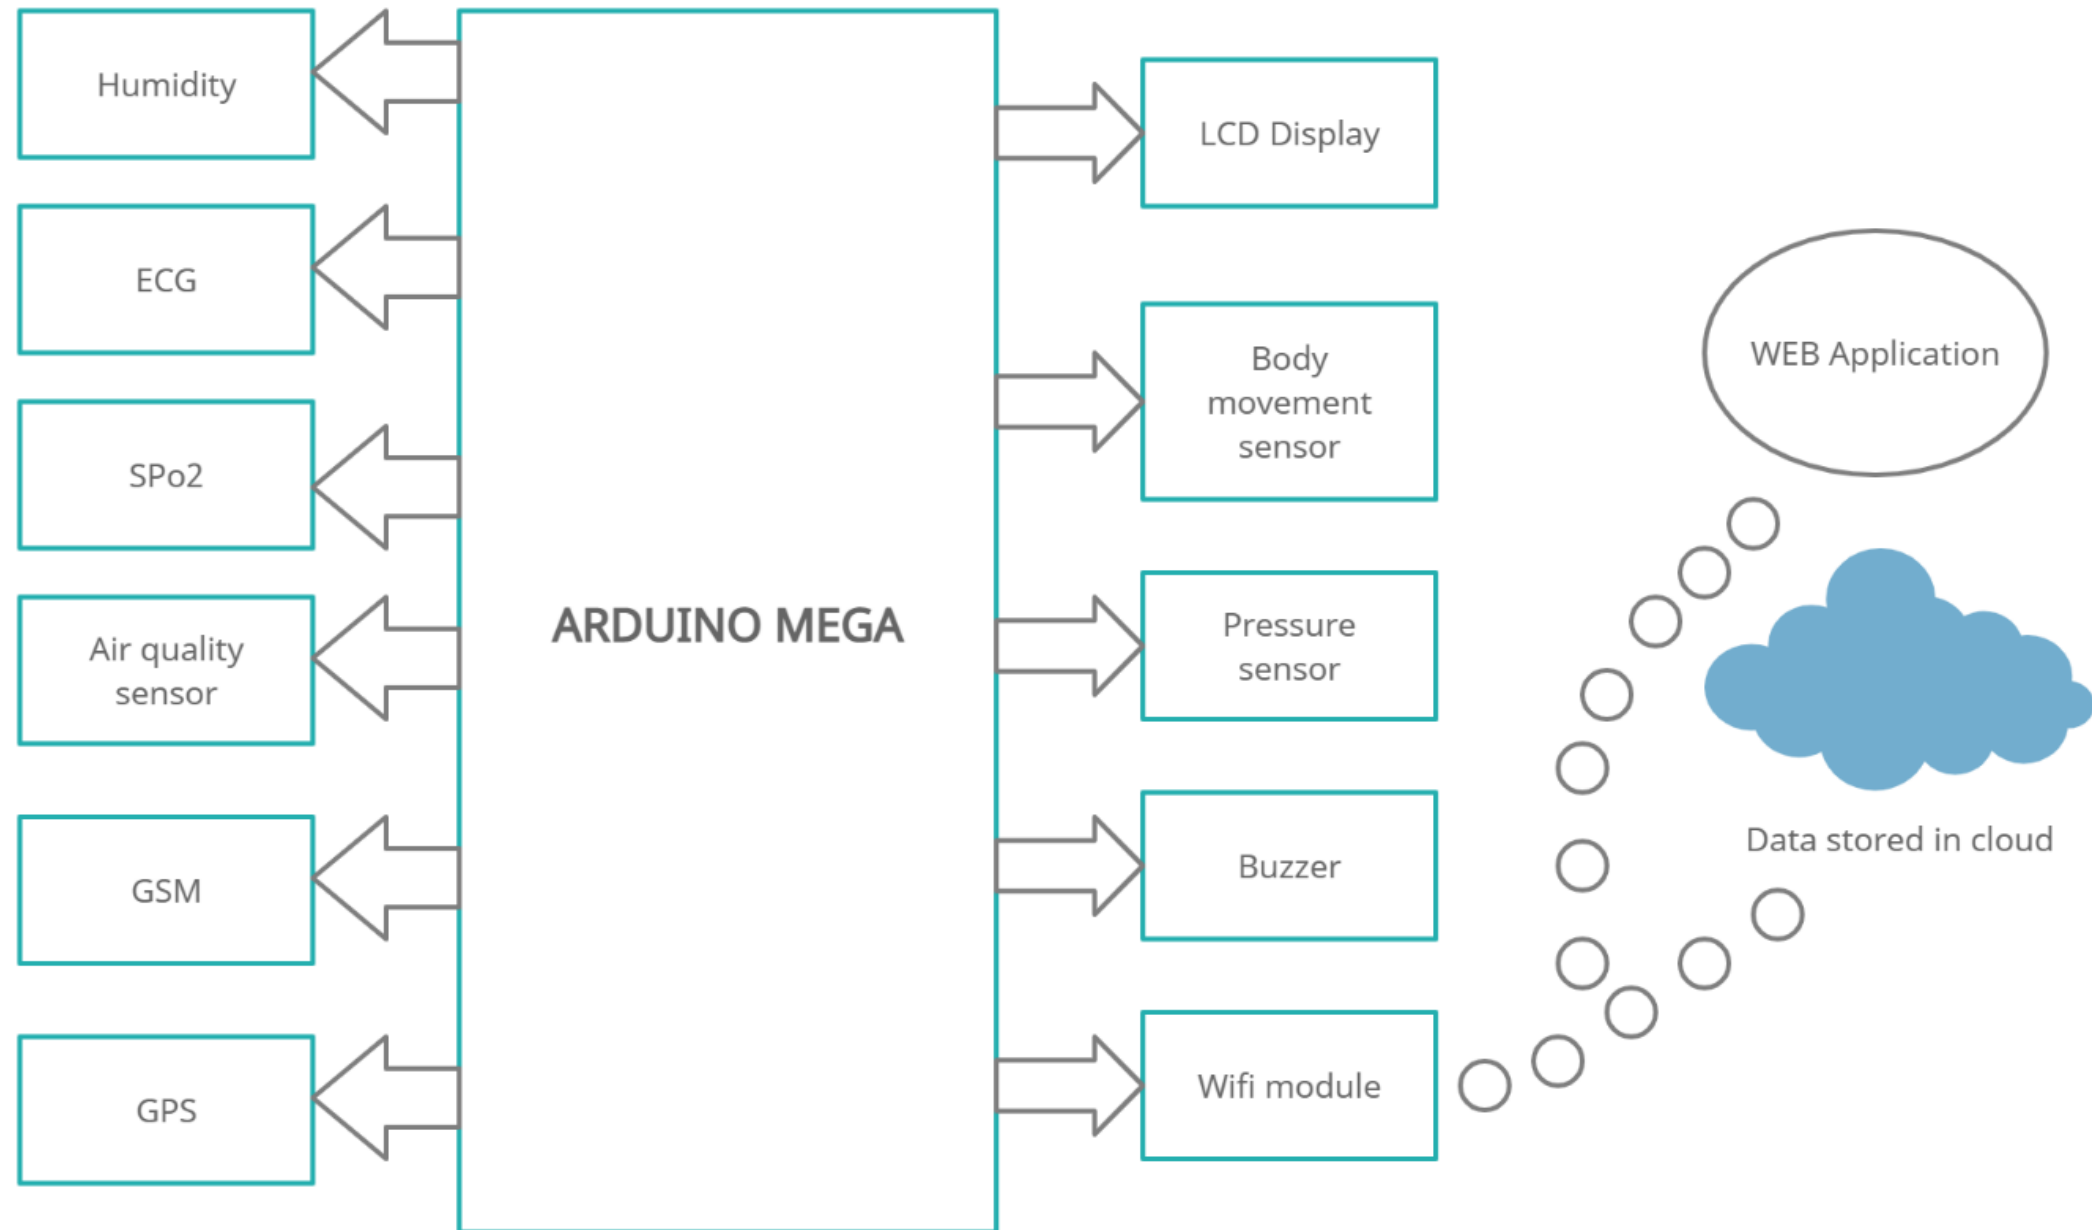 Humidity
ECG
SPo2
Air quality
sensor
GSM
GPS
ARDUINO MEGA
LCD Display
Body
movement
sensor
Pressure
sensor
Buzzer
Wifi module
WEB Application
Data stored in cloud